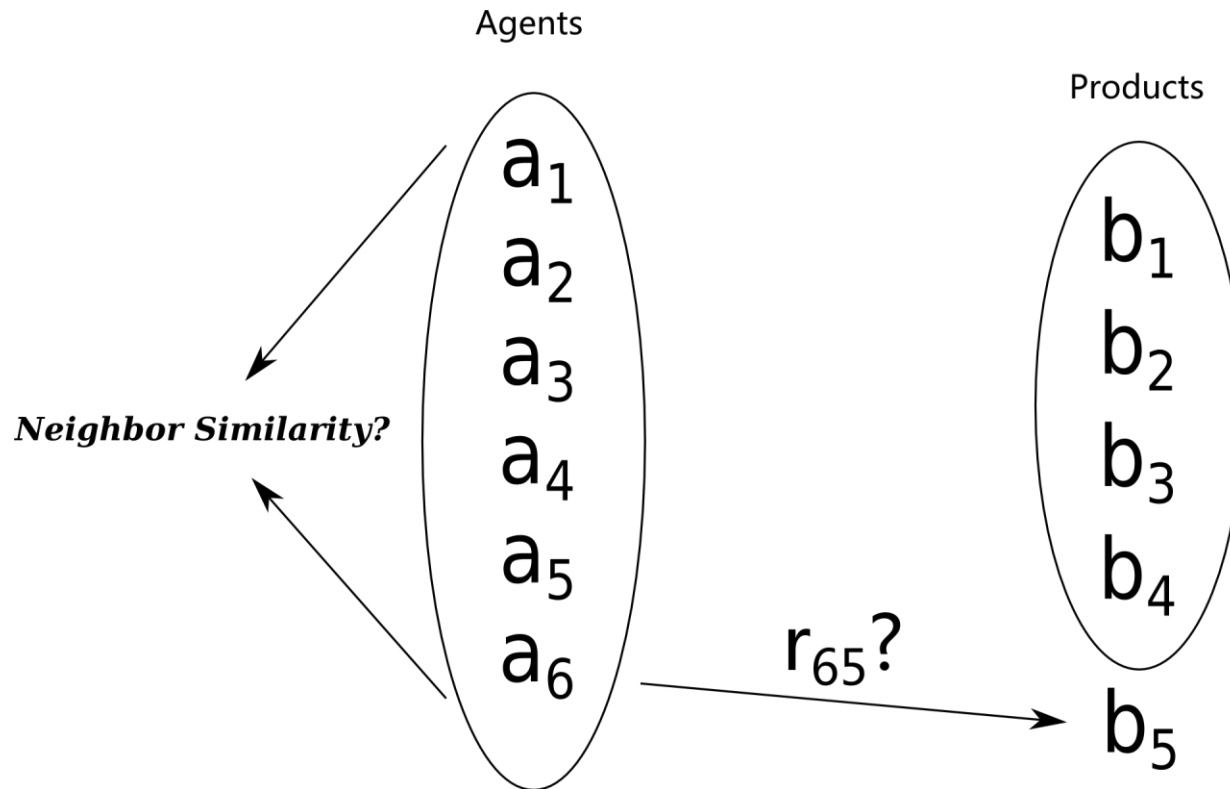 Agents
a₁
a₂
a₃
a₄
a₅
a₆
Neighbor Similarity?
r₆₅?
Products
b₁
b₂
b₃
b₄
b₅